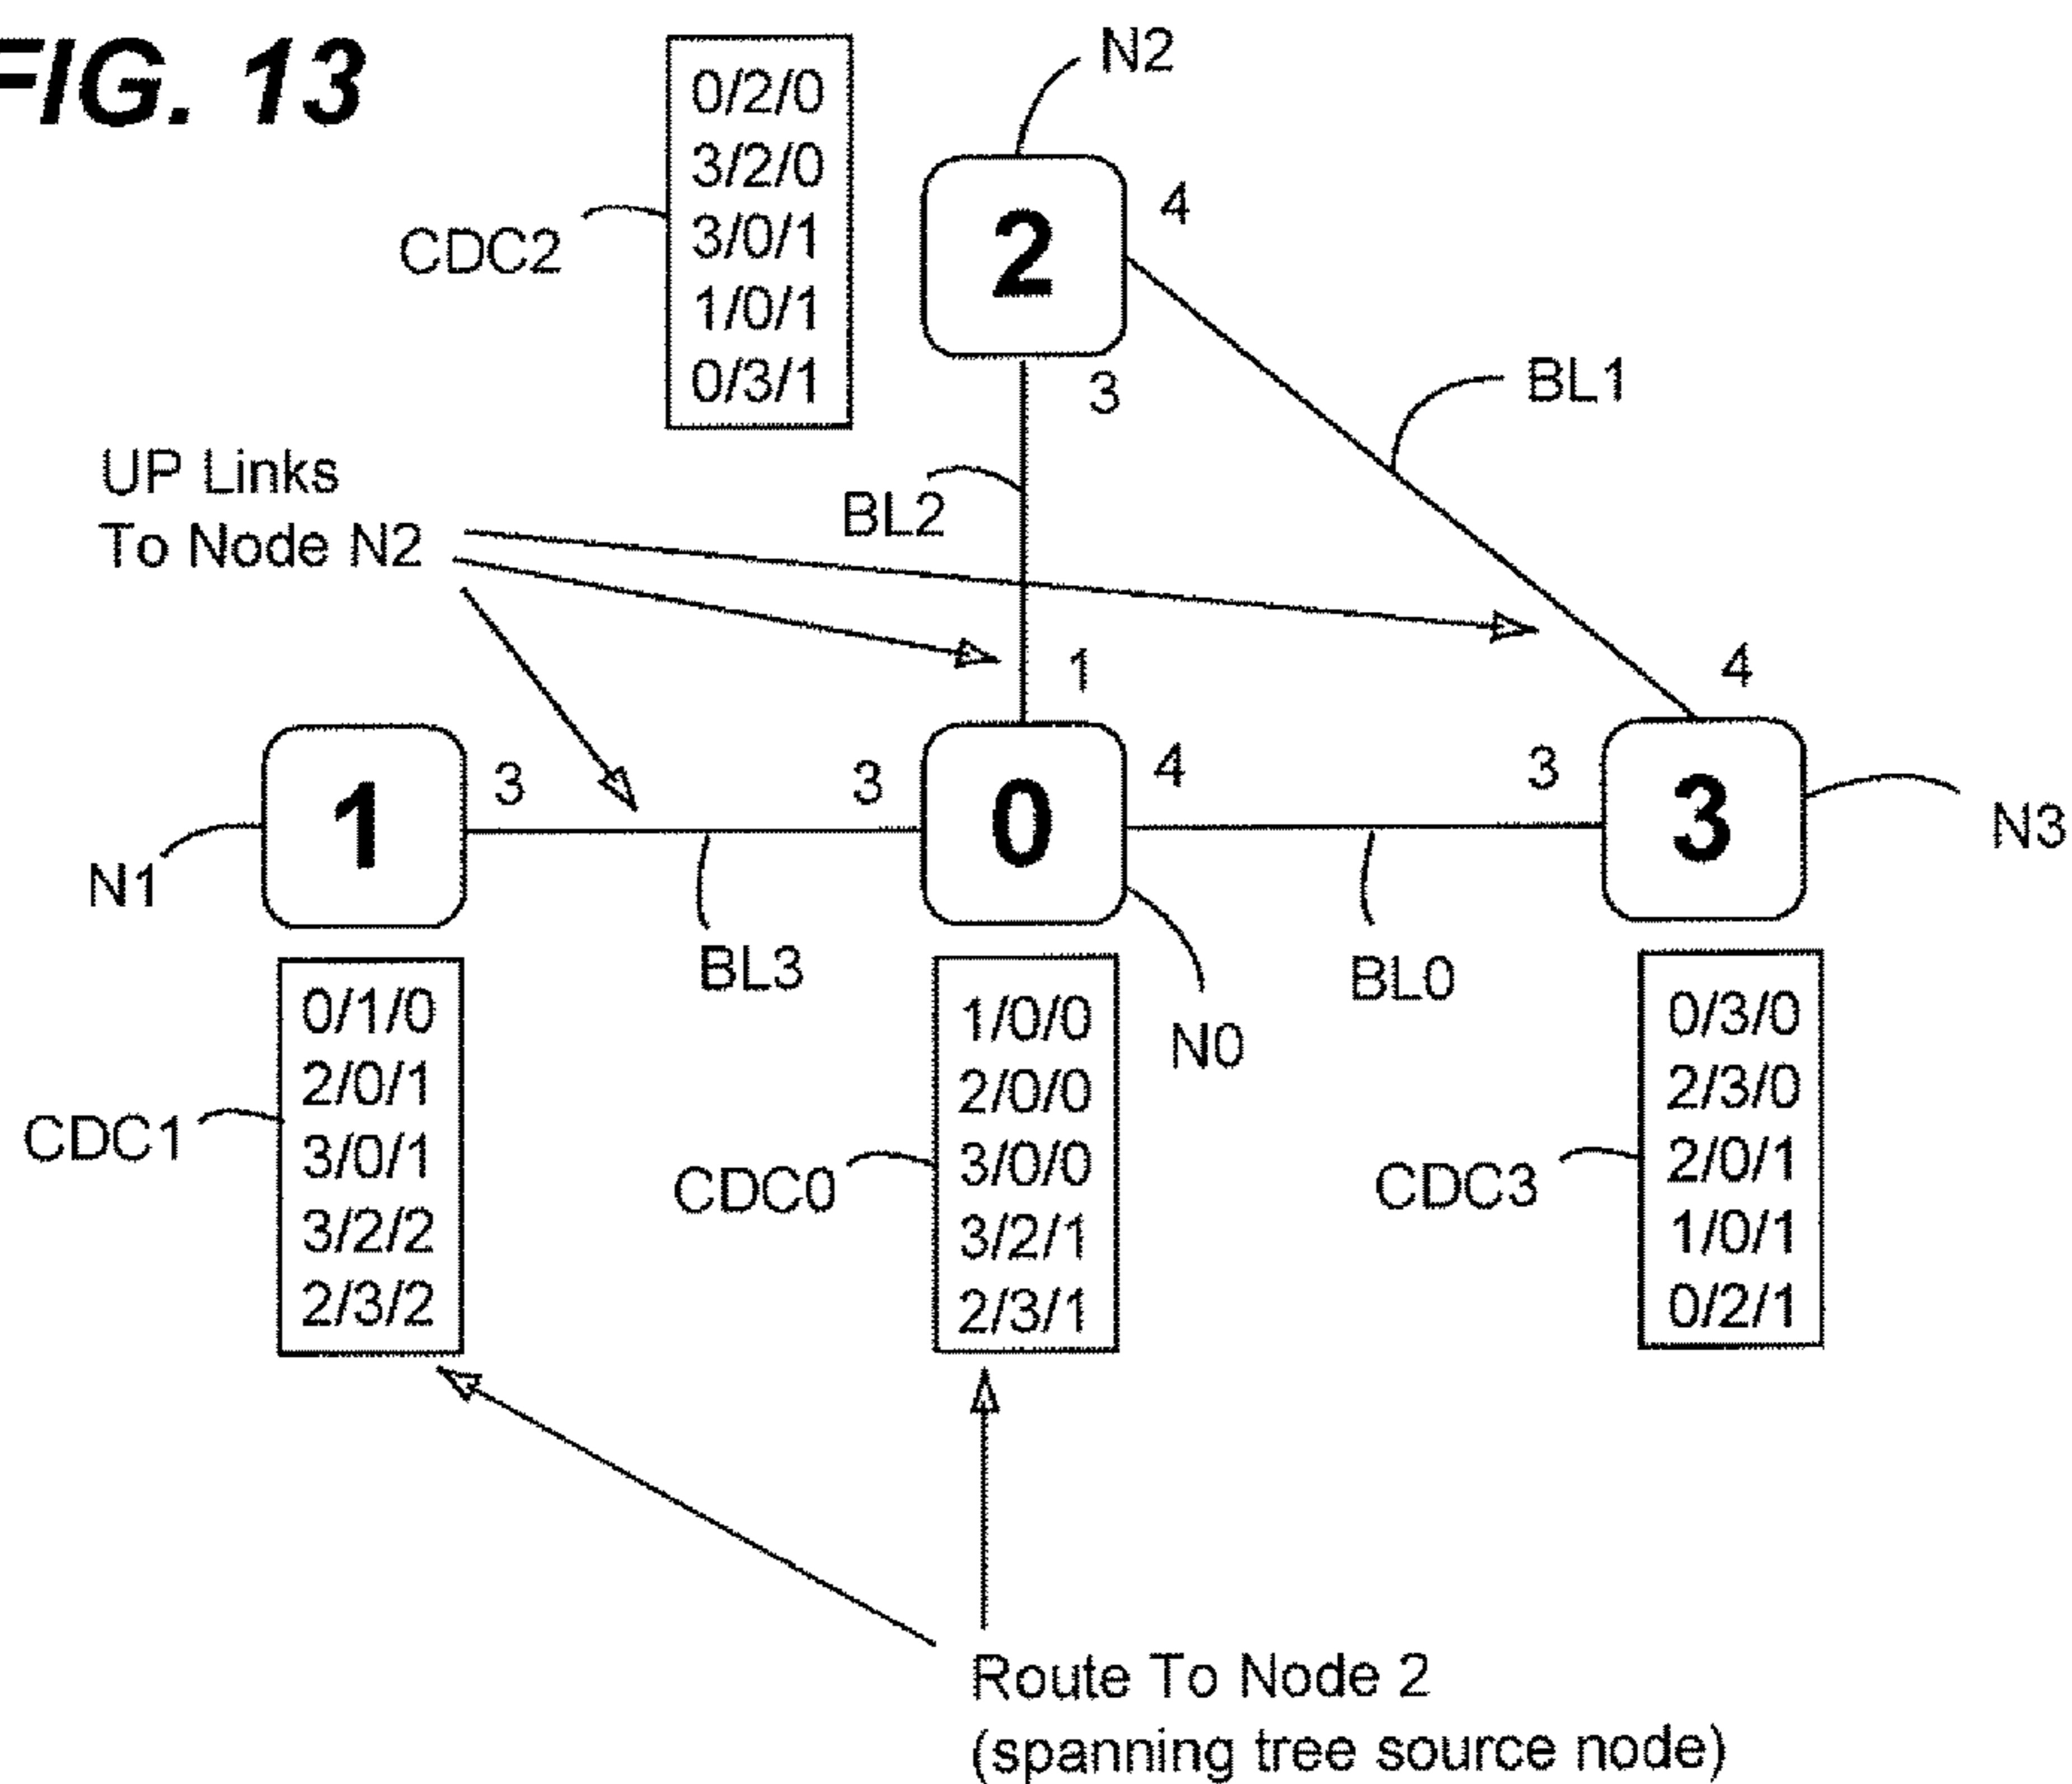 FIG. 13
N2
0/2/0
3/2/0
3/0/1
1/0/1
0/3/1
CDC2
2
4
3
BL1
BL2
UP Links
To Node N2
1
4
1
3
3
0
4
3
3
N1
N3
BL3
BL0
N0
0/1/0
2/0/1
3/0/1
3/2/2
2/3/2
CDC1
1/0/0
2/0/0
3/0/0
3/2/1
2/3/1
CDC0
0/3/0
2/3/0
2/0/1
1/0/1
0/2/1
CDC3
Route To Node 2
(spanning tree source node)